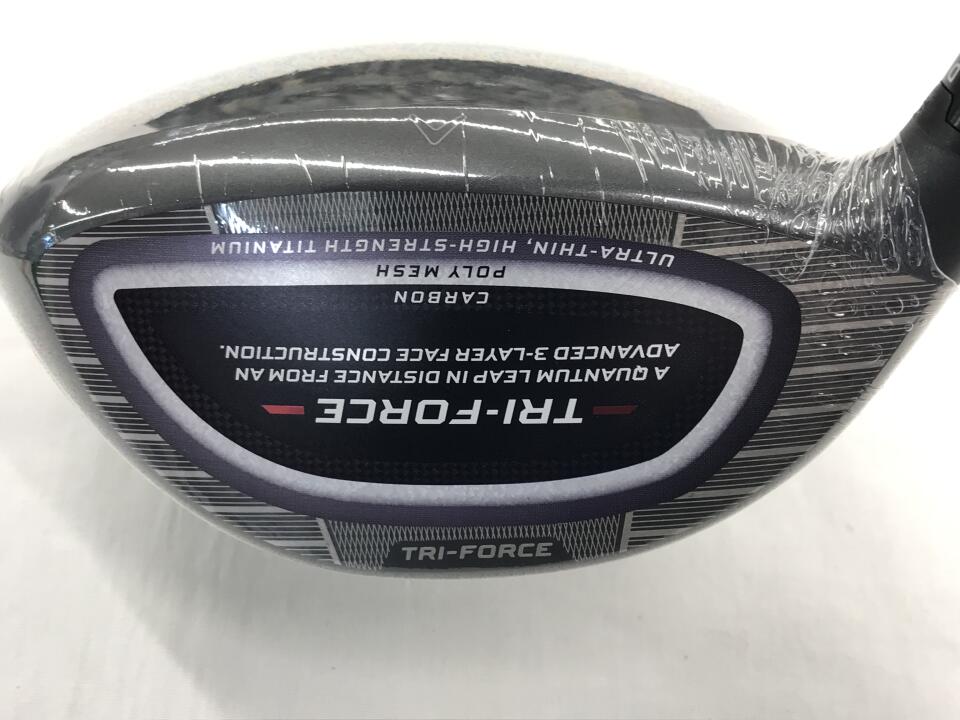 TRI-FORCE
A QUANTUM LEAP IN DISTANCE FROM AN
ADVANCED 3-LAYER FACE CONSTRUCTION.
CARBON
POLY MESH
ULTRA-THIN, HIGH-STRENGTH TITANIUM
TRI-FORCE